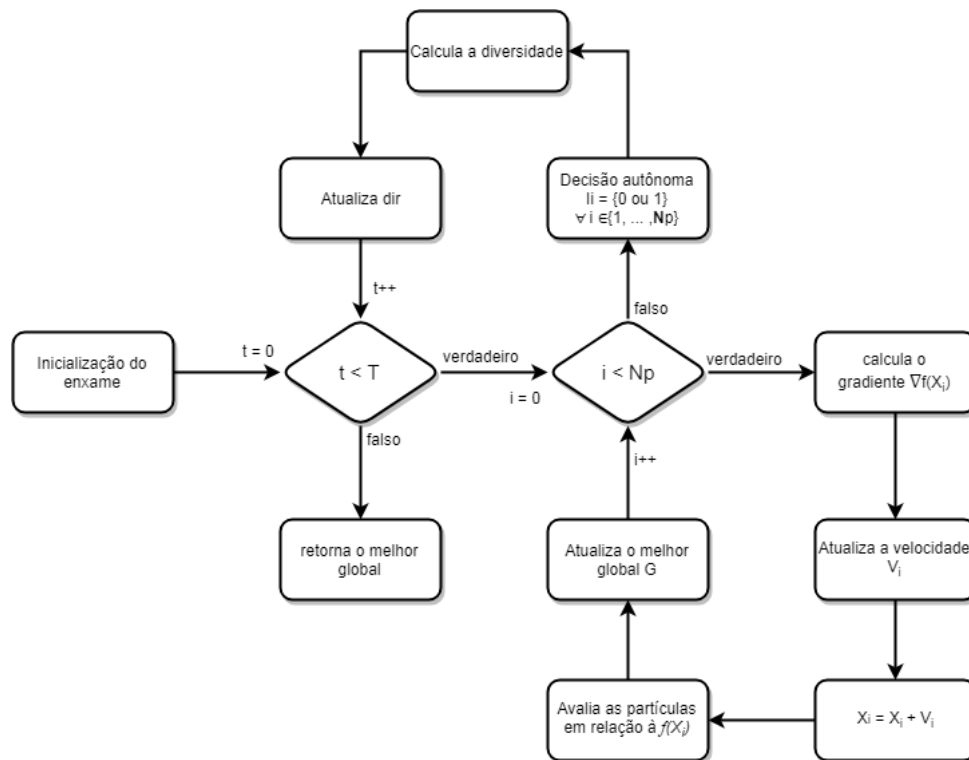 Calcula a diversidade
Atualiza dir
Decisão autônoma
Ii = {0 ou 1}
∀ i ∈{1, ... ,Np}
t++
falso
Inicialização do
enxame
t = 0
t < T
verdadeiro
i = 0
i < Np
verdadeiro
calcula o
gradiente ∇f(Xᵢ)
falso
i++
retorna o melhor
global
Atualiza o melhor
global G
Atualiza a velocidade
Vᵢ
Avalia as partículas
em relação à f(Xᵢ)
Xi = Xᵢ + Vᵢ